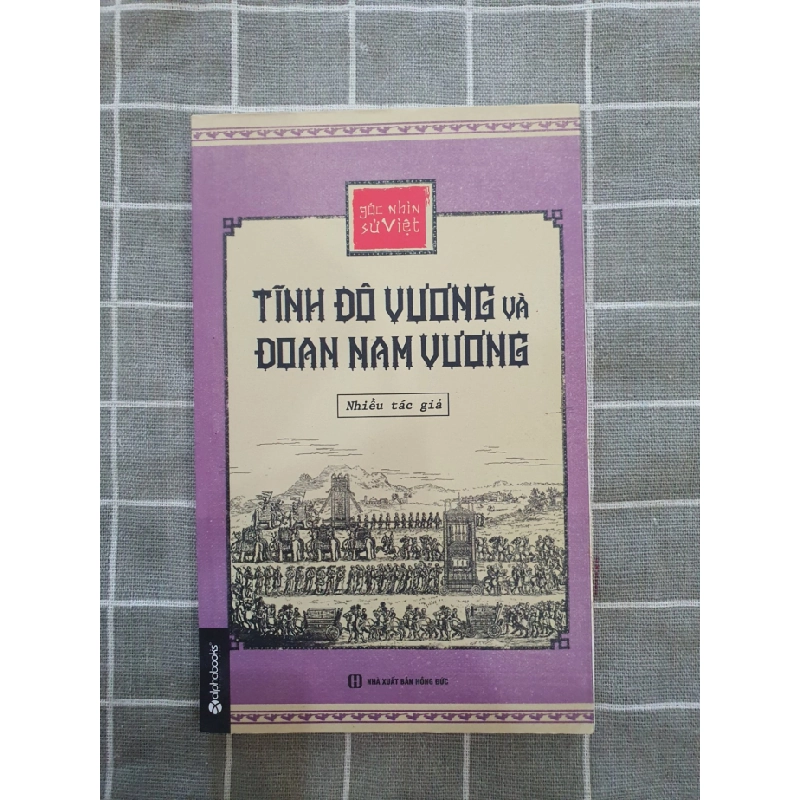 góc nhìn
sử Việt
TĨNH ĐÔ VƯƠNG VÀ
ĐOAN NAM VƯƠNG
Nhiều tác giả
alphabooks
NHÀ XUẤT BẢN HỒNG ĐỨC